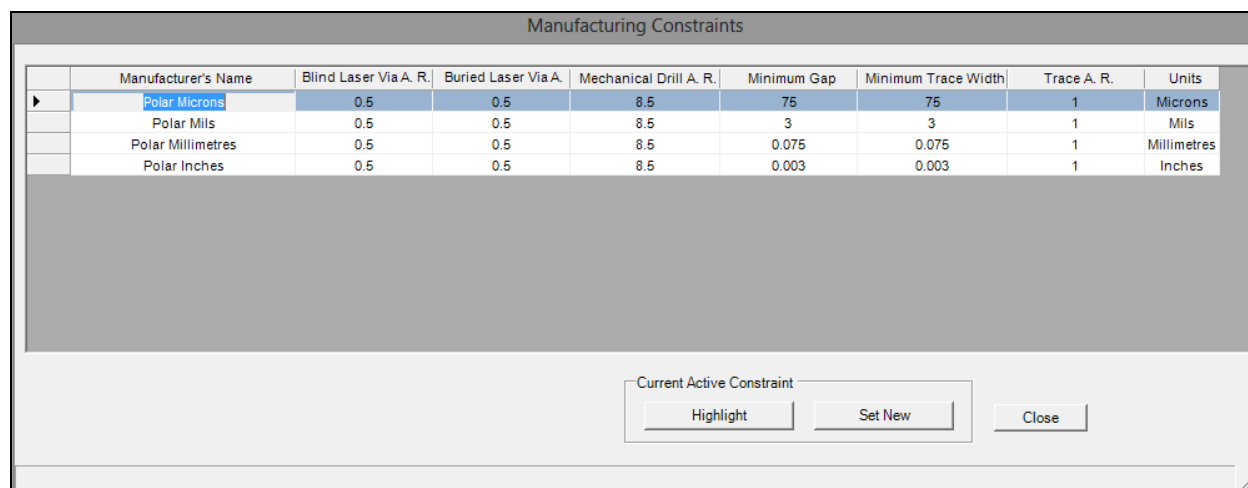 Manufacturing Constraints
Manufacturer's Name Blind Laser Via A. R. Buried Laser Via A. Mechanical Drill A. R. Minimum Gap Minimum Trace Width Trace A. R. Units
Polar Microns 0.5 0.5 8.5 75 75 1 Microns
Polar Mils 0.5 0.5 8.5 3 3 1 Mils
Polar Millimetres 0.5 0.5 8.5 0.075 0.075 1 Millimetres
Polar Inches 0.5 0.5 8.5 0.003 0.003 1 Inches
Current Active Constraint
Highlight Set New Close